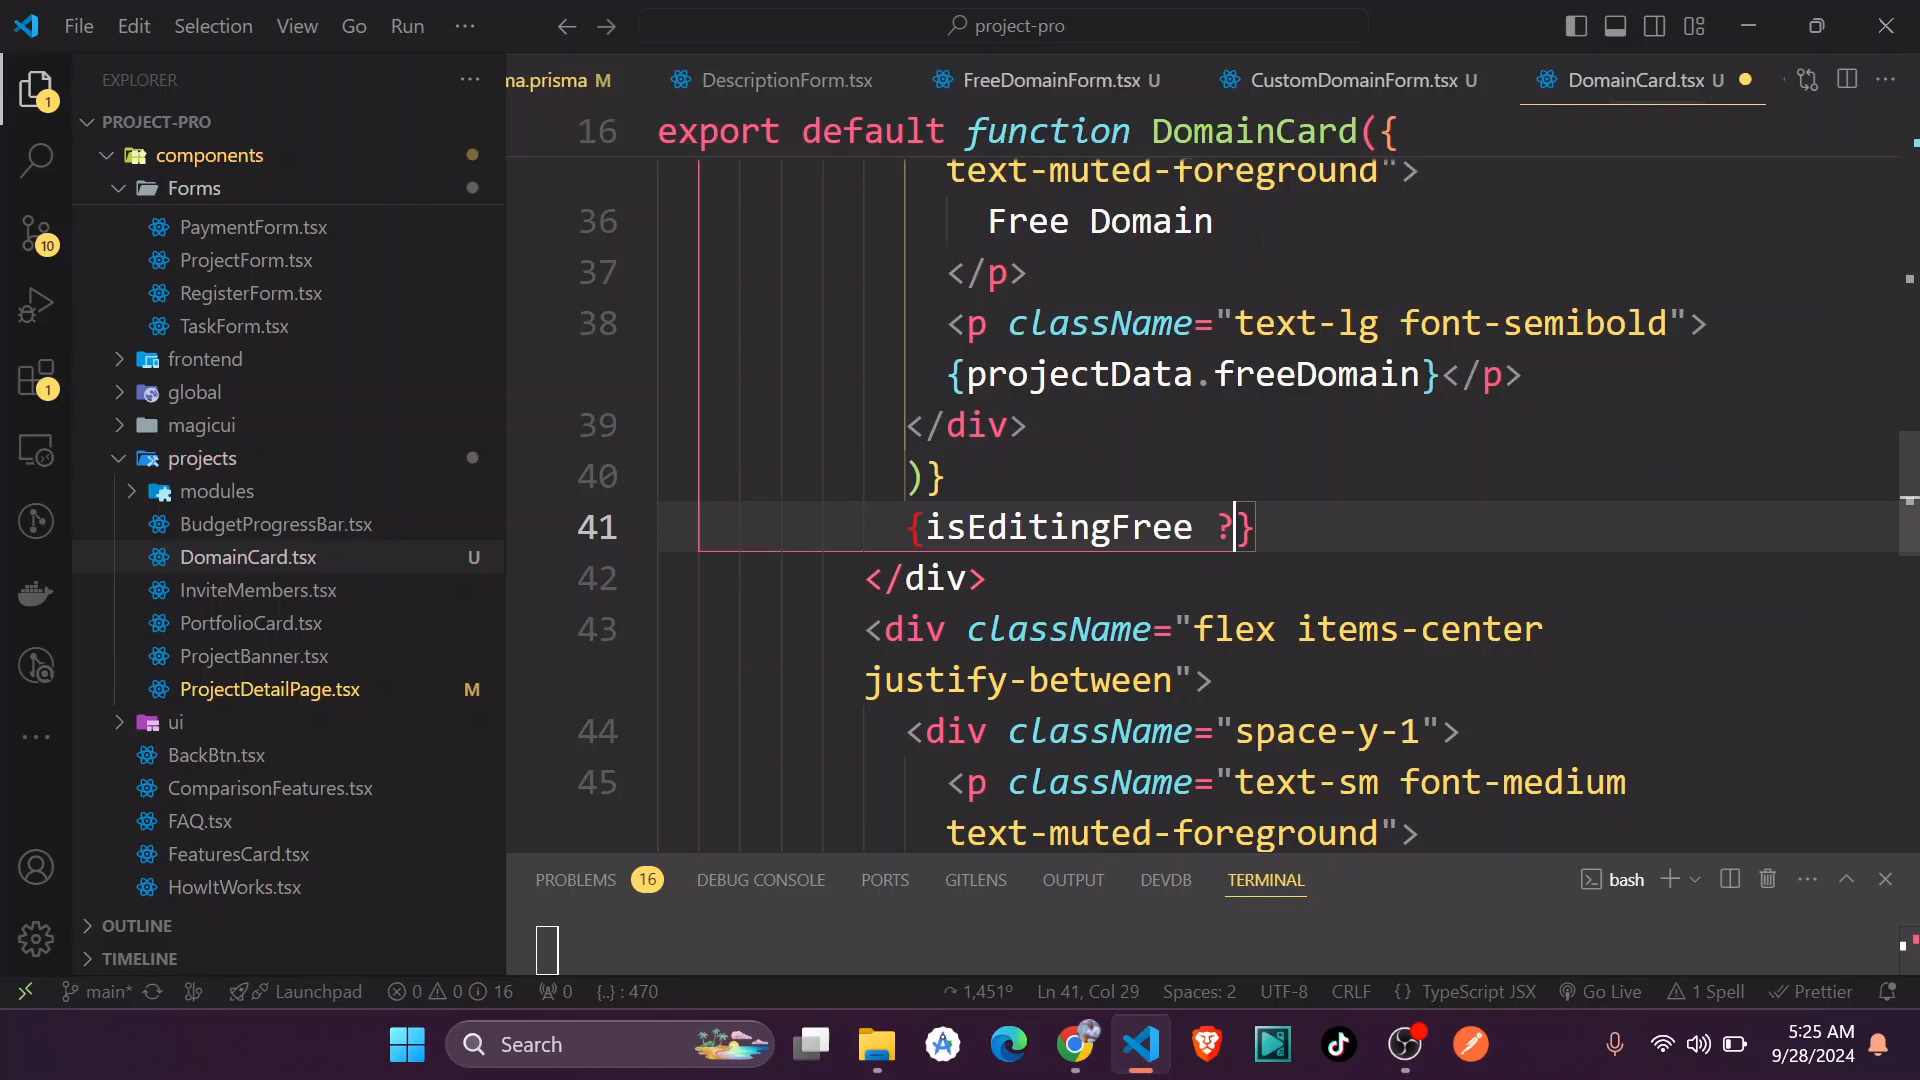 File Edit Selection View Go Run ··· project-pro
EXPLORER ···
PROJECT-PRO
components
Forms
PaymentForm.tsx
ProjectForm.tsx
RegisterForm.tsx
TaskForm.tsx
frontend
global
magicui
projects
modules
BudgetProgressBar.tsx
DomainCard.tsx U
InviteMembers.tsx
PortfolioCard.tsx
ProjectBanner.tsx
ProjectDetailPage.tsx M
ui
BackBtn.tsx
ComparisonFeatures.tsx
FAQ.tsx
FeaturesCard.tsx
HowItWorks.tsx
OUTLINE
TIMELINE
1
10
1
ma.prisma M DescriptionForm.tsx FreeDomainForm.tsx U CustomDomainForm.tsx U DomainCard.tsx U
16 export default function DomainCard({
text-muted-foreground">
36 Free Domain
37 </p>
38 <p className="text-lg font-semibold">
{projectData.freeDomain}</p>
39 </div>
40 )}
41 {isEditingFree ?}
42 </div>
43 <div className="flex items-center
justify-between">
44 <div className="space-y-1">
45 <p className="text-sm font-medium
text-muted-foreground">
PROBLEMS 16 DEBUG CONSOLE PORTS GITLENS OUTPUT DEVDB TERMINAL bash
main* Launchpad 0 0 16 0 {..} : 470 1,451° Ln 41, Col 29 Spaces: 2 UTF-8 CRLF {} TypeScript JSX Go Live 1 Spell Prettier
Search
5:25 AM
9/28/2024